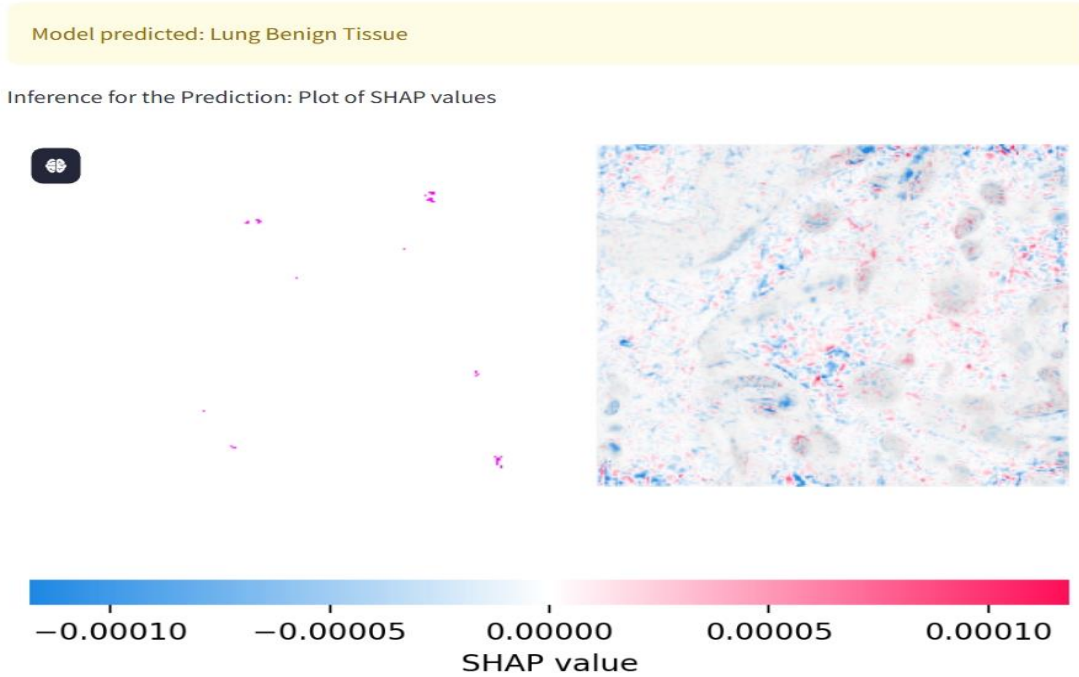 Model predicted: Lung Benign Tissue
Inference for the Prediction: Plot of SHAP values
−0.00010 −0.00005 0.00000 0.00005 0.00010
SHAP value